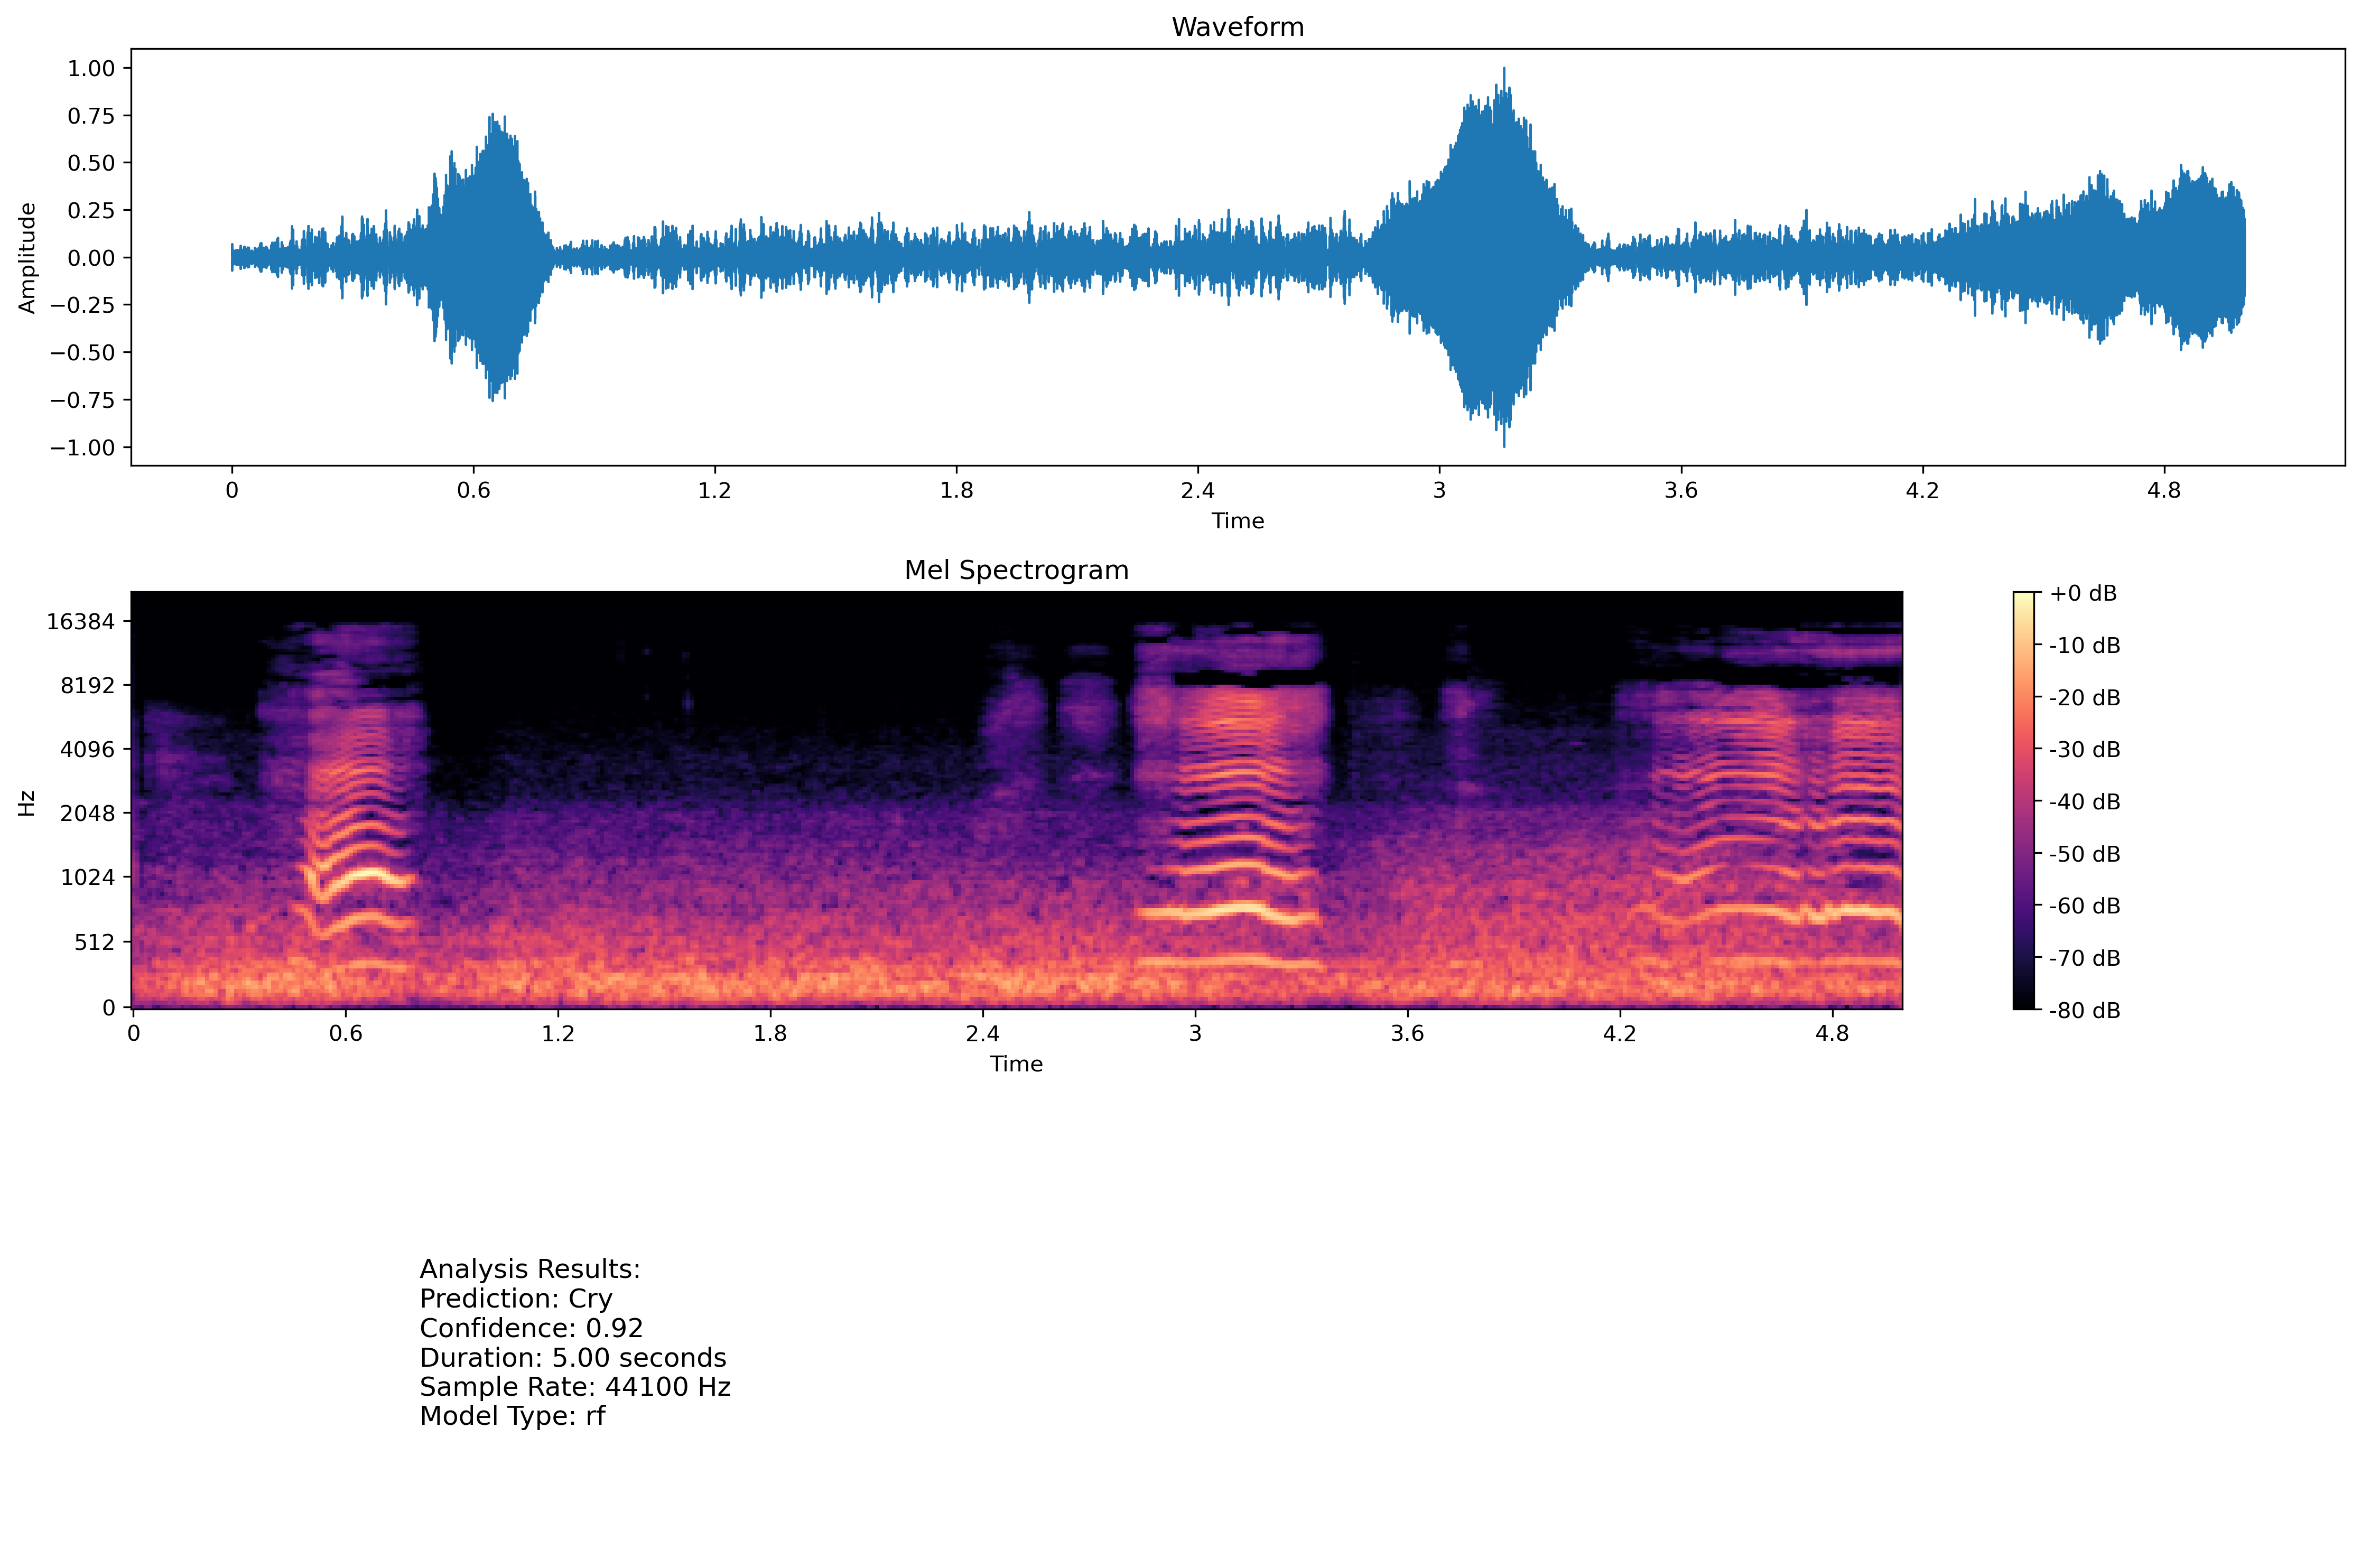 Waveform
1.00
0.75
0.50
0.25
0.00
−0.25
−0.50
−0.75
−1.00
Amplitude
0 0.6 1.2 1.8 2.4 3 3.6 4.2 4.8
Time
Mel Spectrogram
16384
8192
4096
2048
1024
512
0
Hz
0 0.6 1.2 1.8 2.4 3 3.6 4.2 4.8
Time
+0 dB
-10 dB
-20 dB
-30 dB
-40 dB
-50 dB
-60 dB
-70 dB
-80 dB
Analysis Results:
Prediction: Cry
Confidence: 0.92
Duration: 5.00 seconds
Sample Rate: 44100 Hz
Model Type: rf